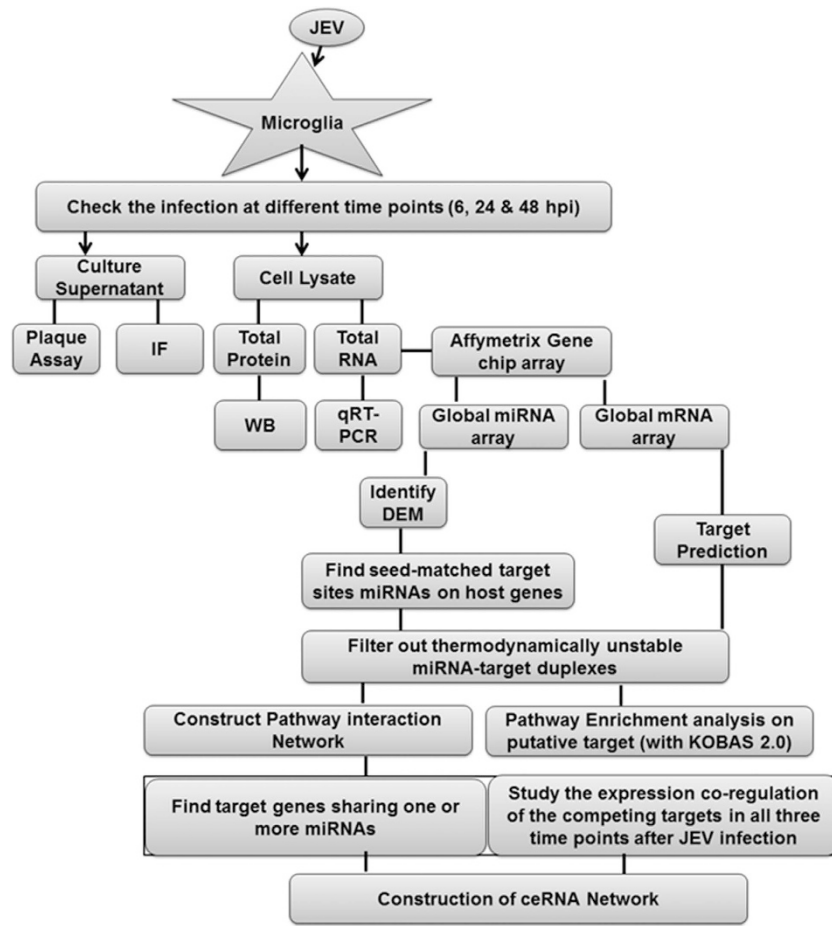 JEV
Microglia
Check the infection at different time points (6, 24 & 48 hpi)
Culture
Supernatant
Cell Lysate
Plaque
Assay
IF
Total
Protein
Total
RNA
Affymetrix Gene
chip array
WB
qRT-
PCR
Global miRNA
array
Global mRNA
array
Identify
DEM
Target
Prediction
Find seed-matched target
sites miRNAs on host genes
Filter out thermodynamically unstable
miRNA-target duplexes
Construct Pathway interaction
Network
Pathway Enrichment analysis on
putative target (with KOBAS 2.0)
Find target genes sharing one or
more miRNAs
Study the expression co-regulation
of the competing targets in all three
time points after JEV infection
Construction of ceRNA Network